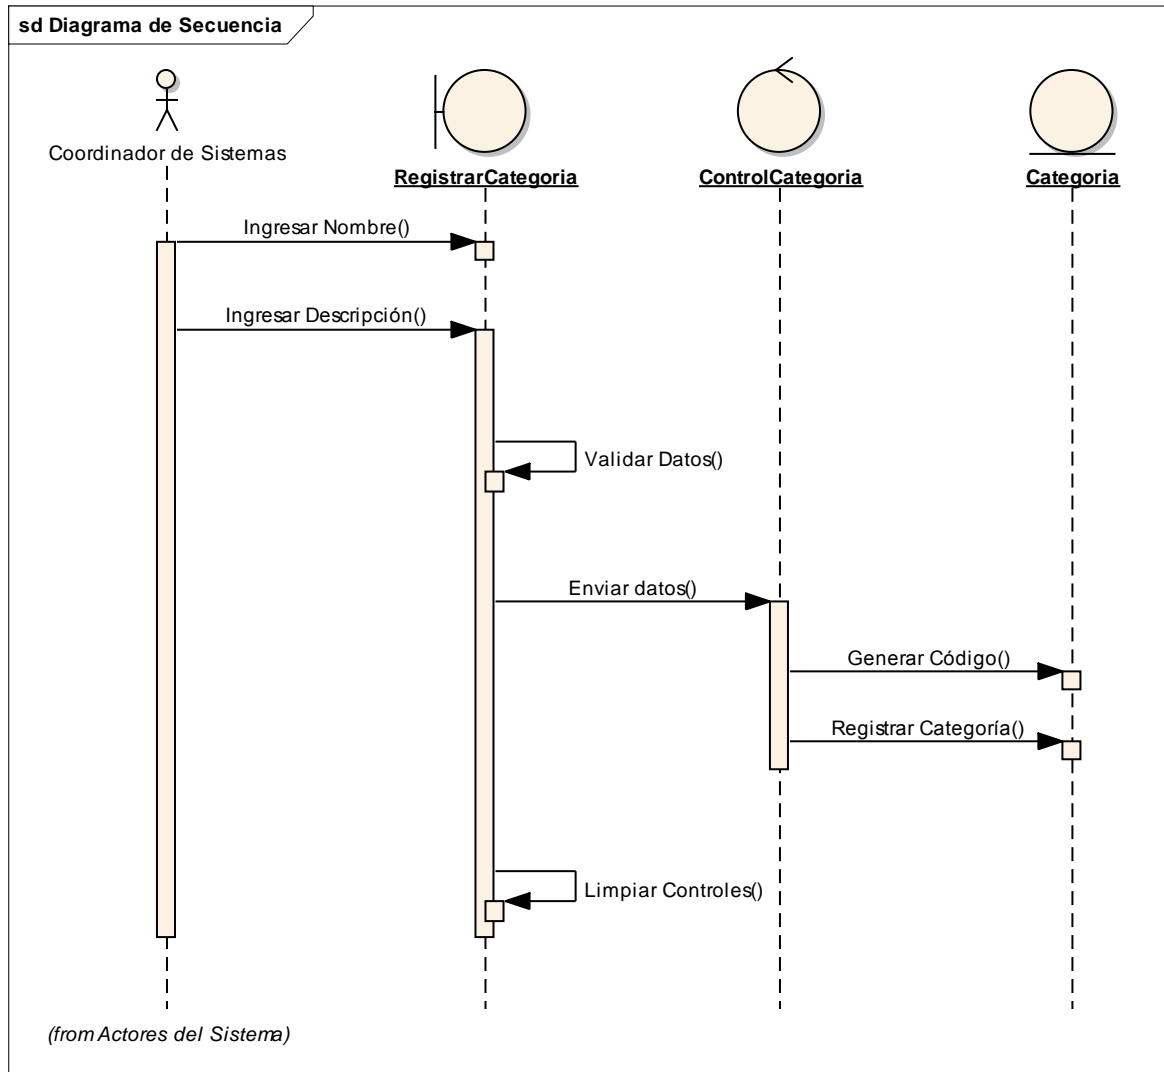 sd Diagrama de Secuencia
Coordinador de Sistemas
RegistrarCategoria
ControlCategoria
Categoria
Ingresar Nombre()
Ingresar Descripción()
Validar Datos()
Enviar datos()
Generar Código()
Registrar Categoría()
Limpiar Controles()
(from Actores del Sistema)